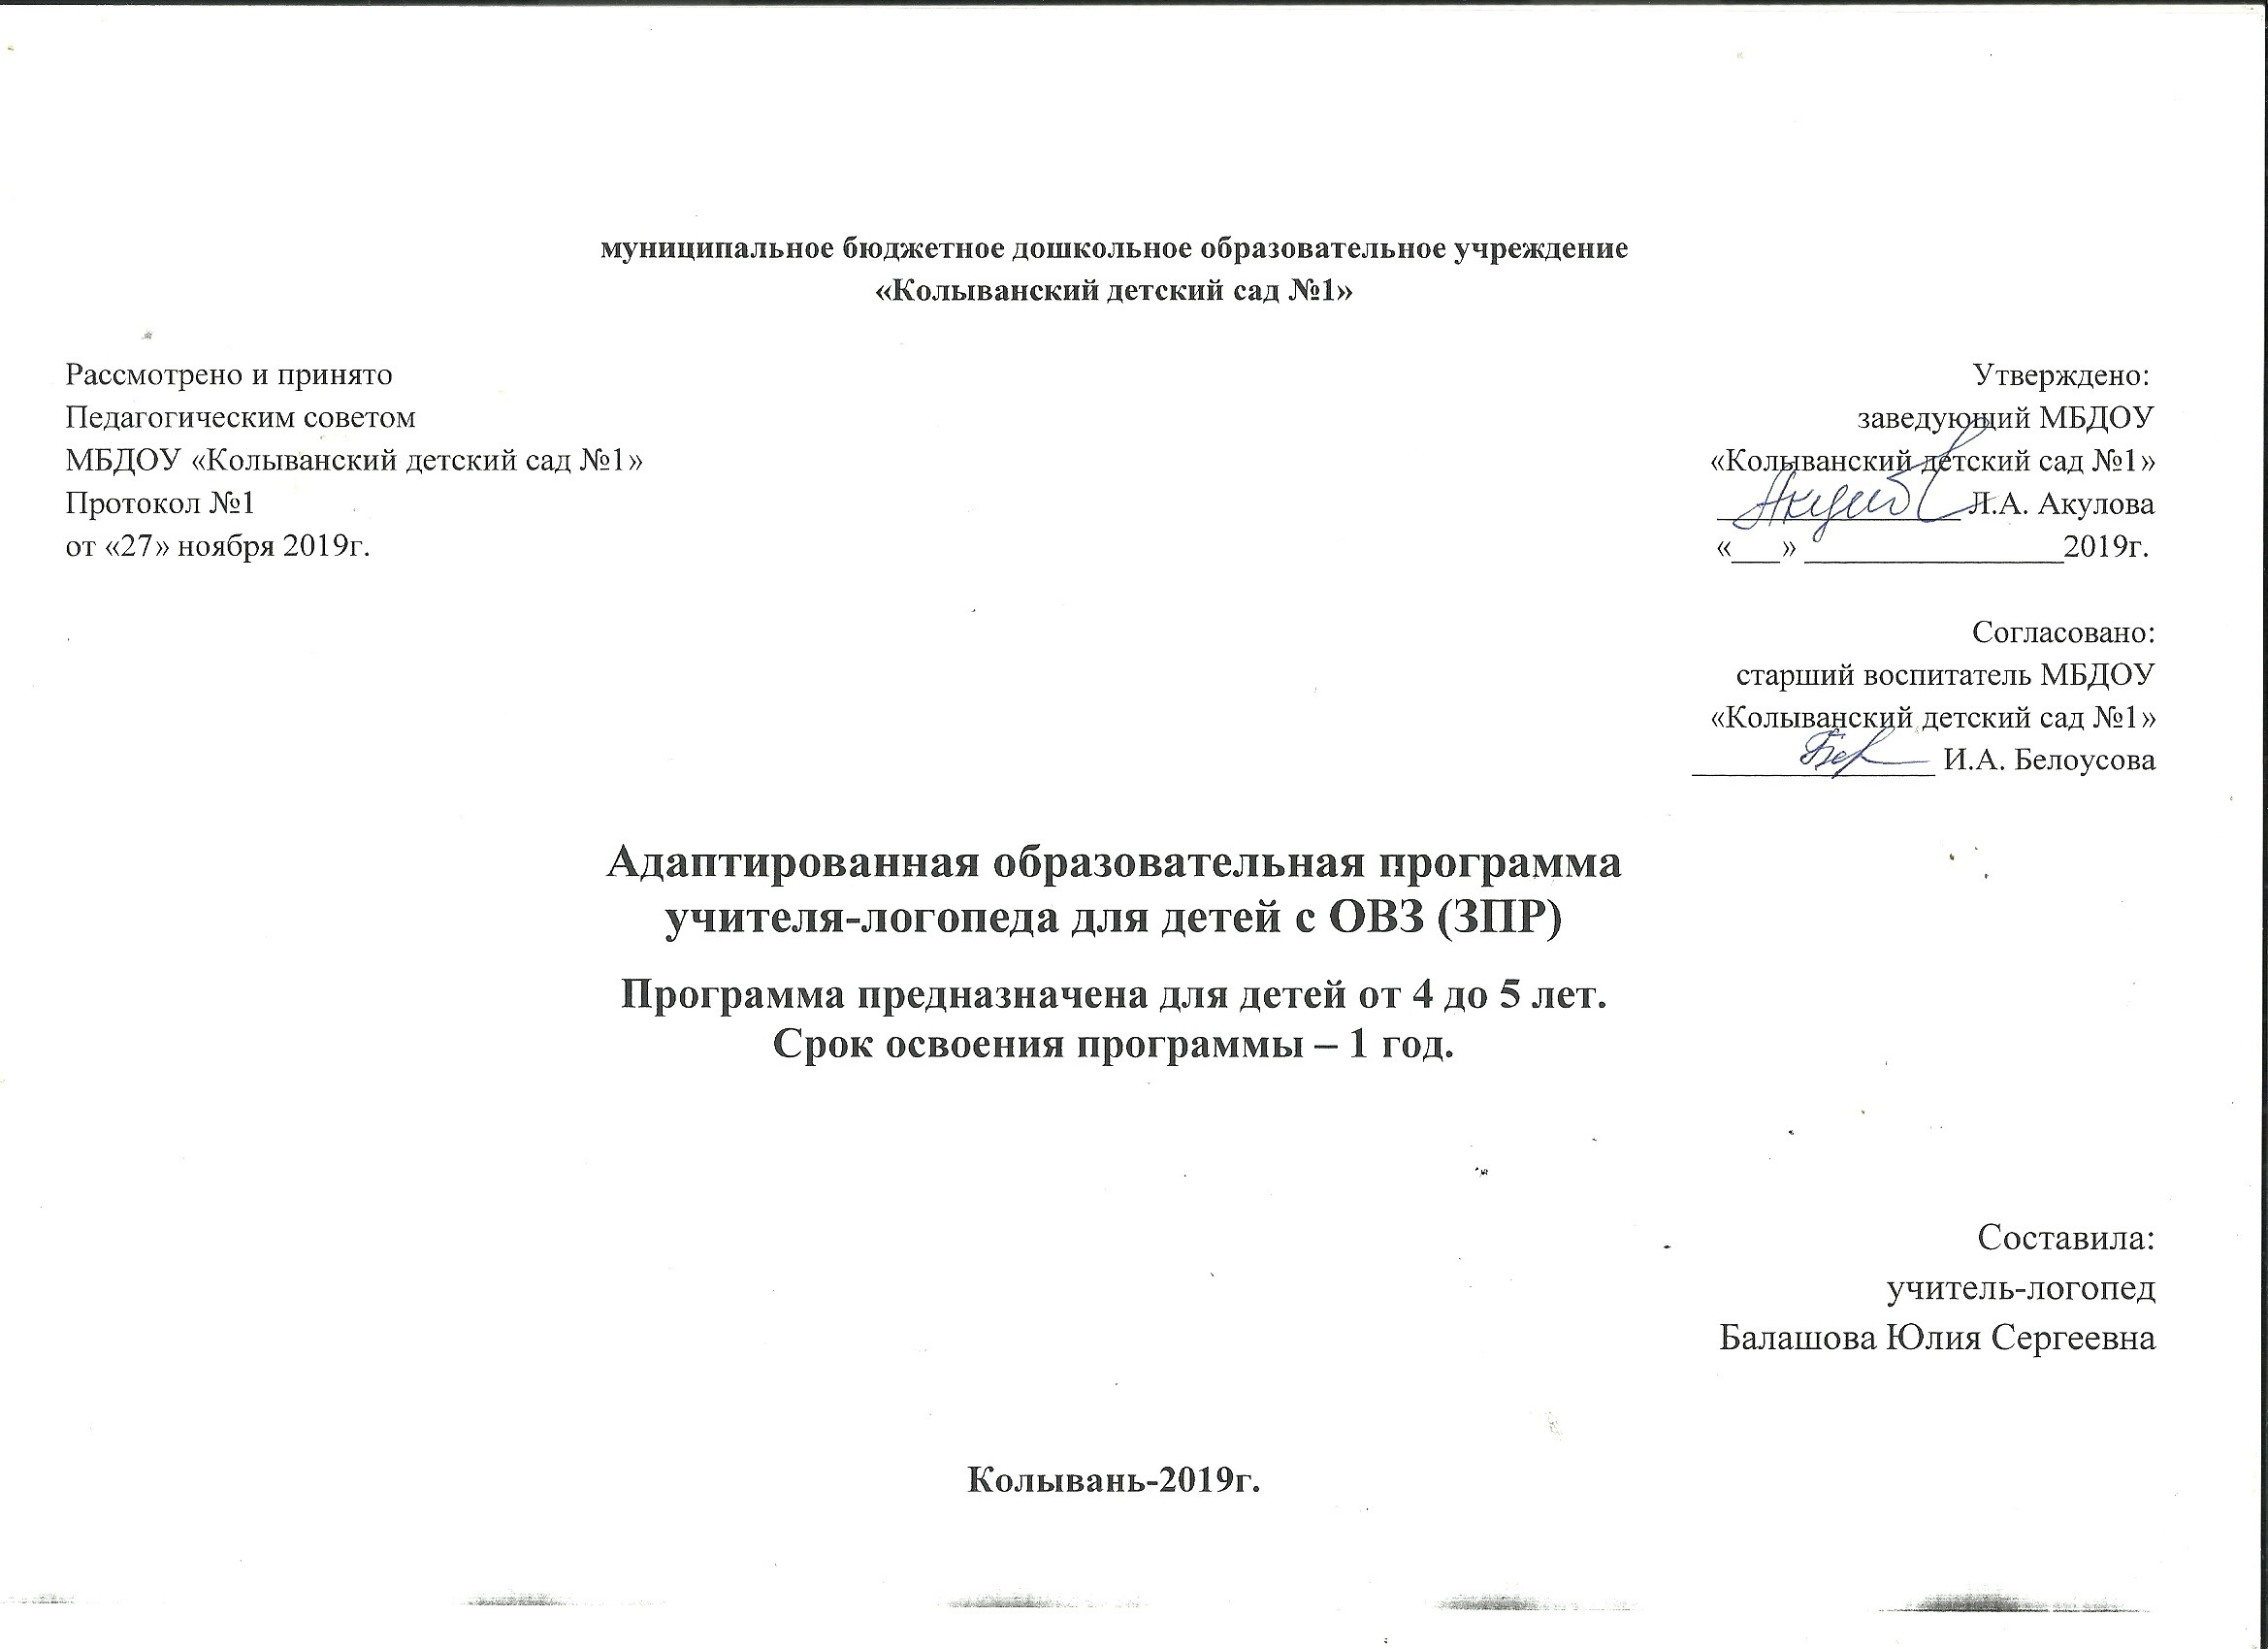 муниципальное бюджетное дошкольное образовательное учреждение
«Колыванский детский сад №1»
Рассмотрено и принято
Педагогическим советом
МБДОУ «Колыванский детский сад №1»
Протокол №1
от «27» ноября 2019г.
Утверждено:
заведующий МБДОУ
«Колыванский детский сад №1»
_______________Л.А. Акулова
«___» ________________2019г.
Согласовано:
старший воспитатель МБДОУ
«Колыванский детский сад №1»
_______________ И.А. Белоусова
Адаптированная образовательная программа
учителя-логопеда для детей с ОВЗ (ЗПР)
Программа предназначена для детей от 4 до 5 лет.
Срок освоения программы – 1 год.
Составила:
учитель-логопед
Балашова Юлия Сергеевна
Колывань-2019г.